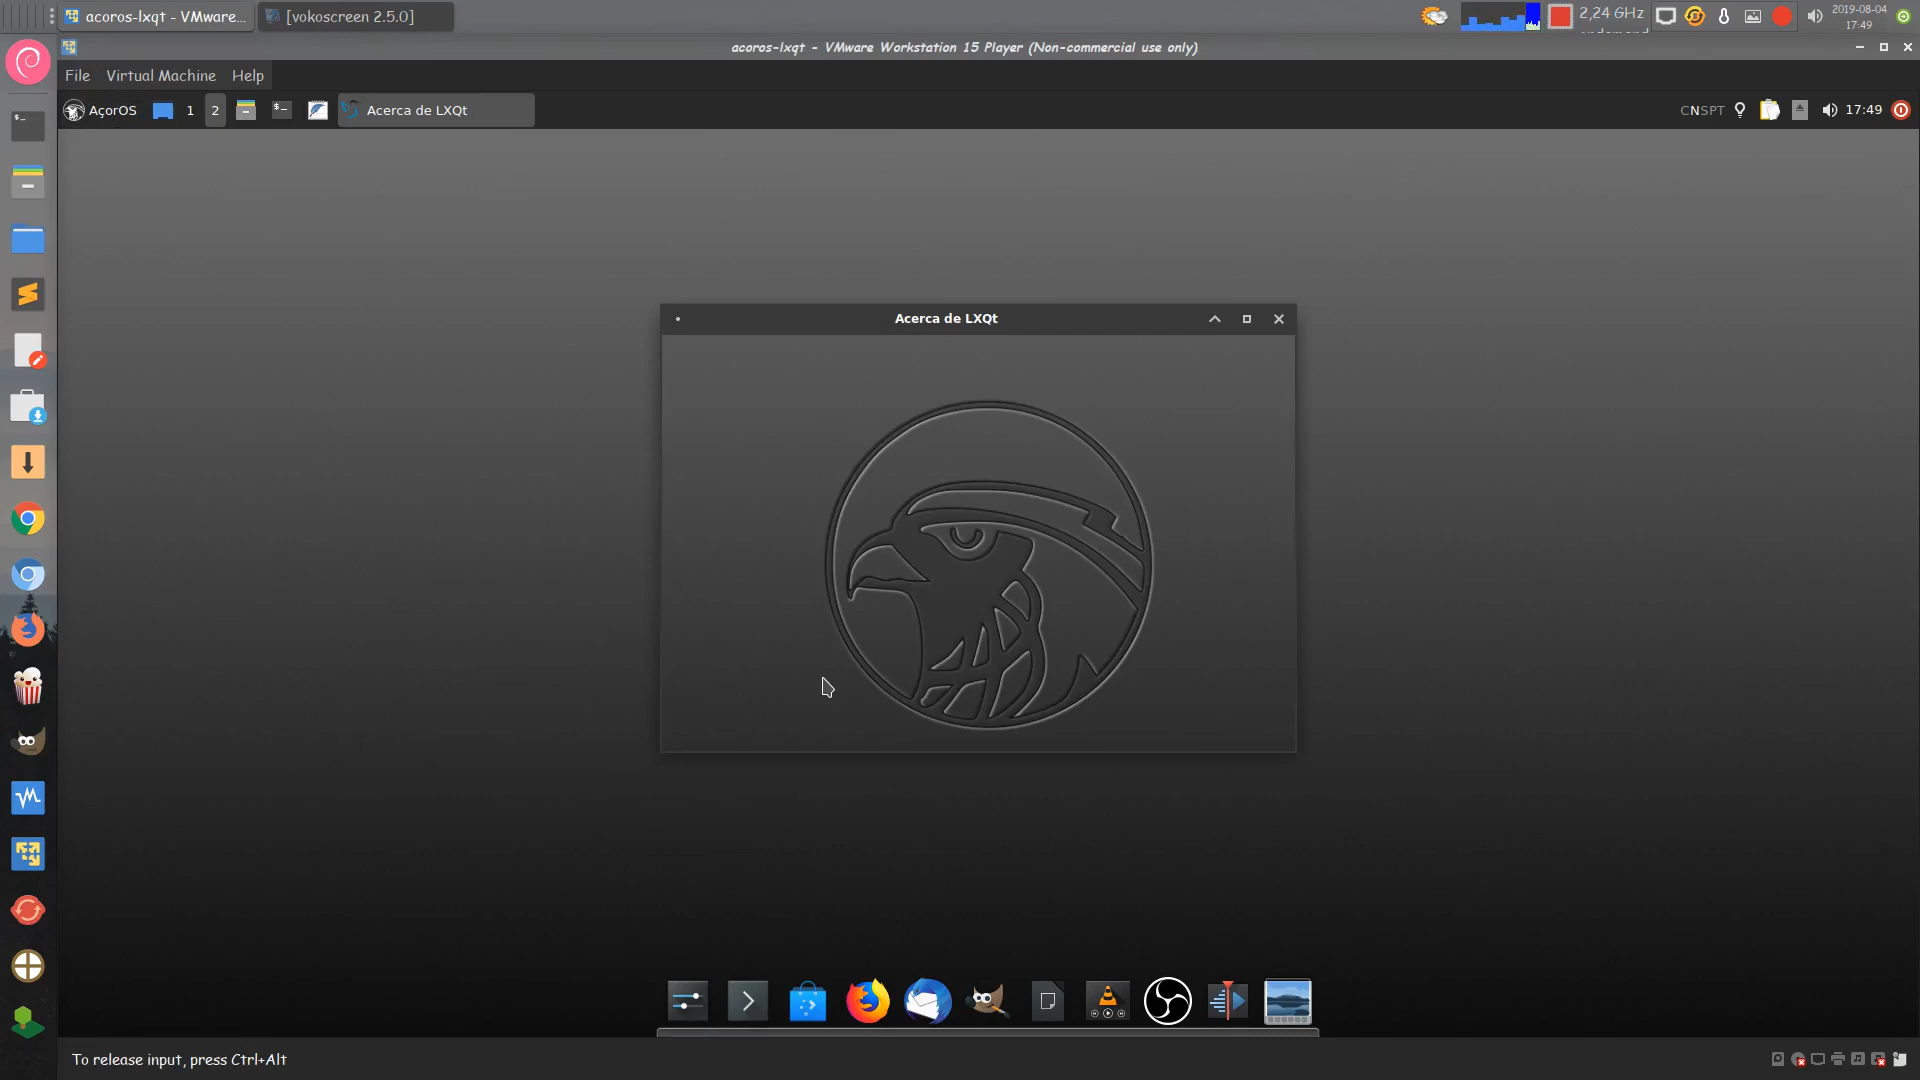 acoros-lxqt - VMware...
[vokoscreen 2.5.0]
2,24 GHz
2019-08-04
17:49
acoros-lxqt - VMware Workstation 15 Player (Non-commercial use only)
File Virtual Machine Help
AçorOS
1
2
Acerca de LXQt
CNSPT
17:49
Acerca de LXQt
To release input, press Ctrl+Alt